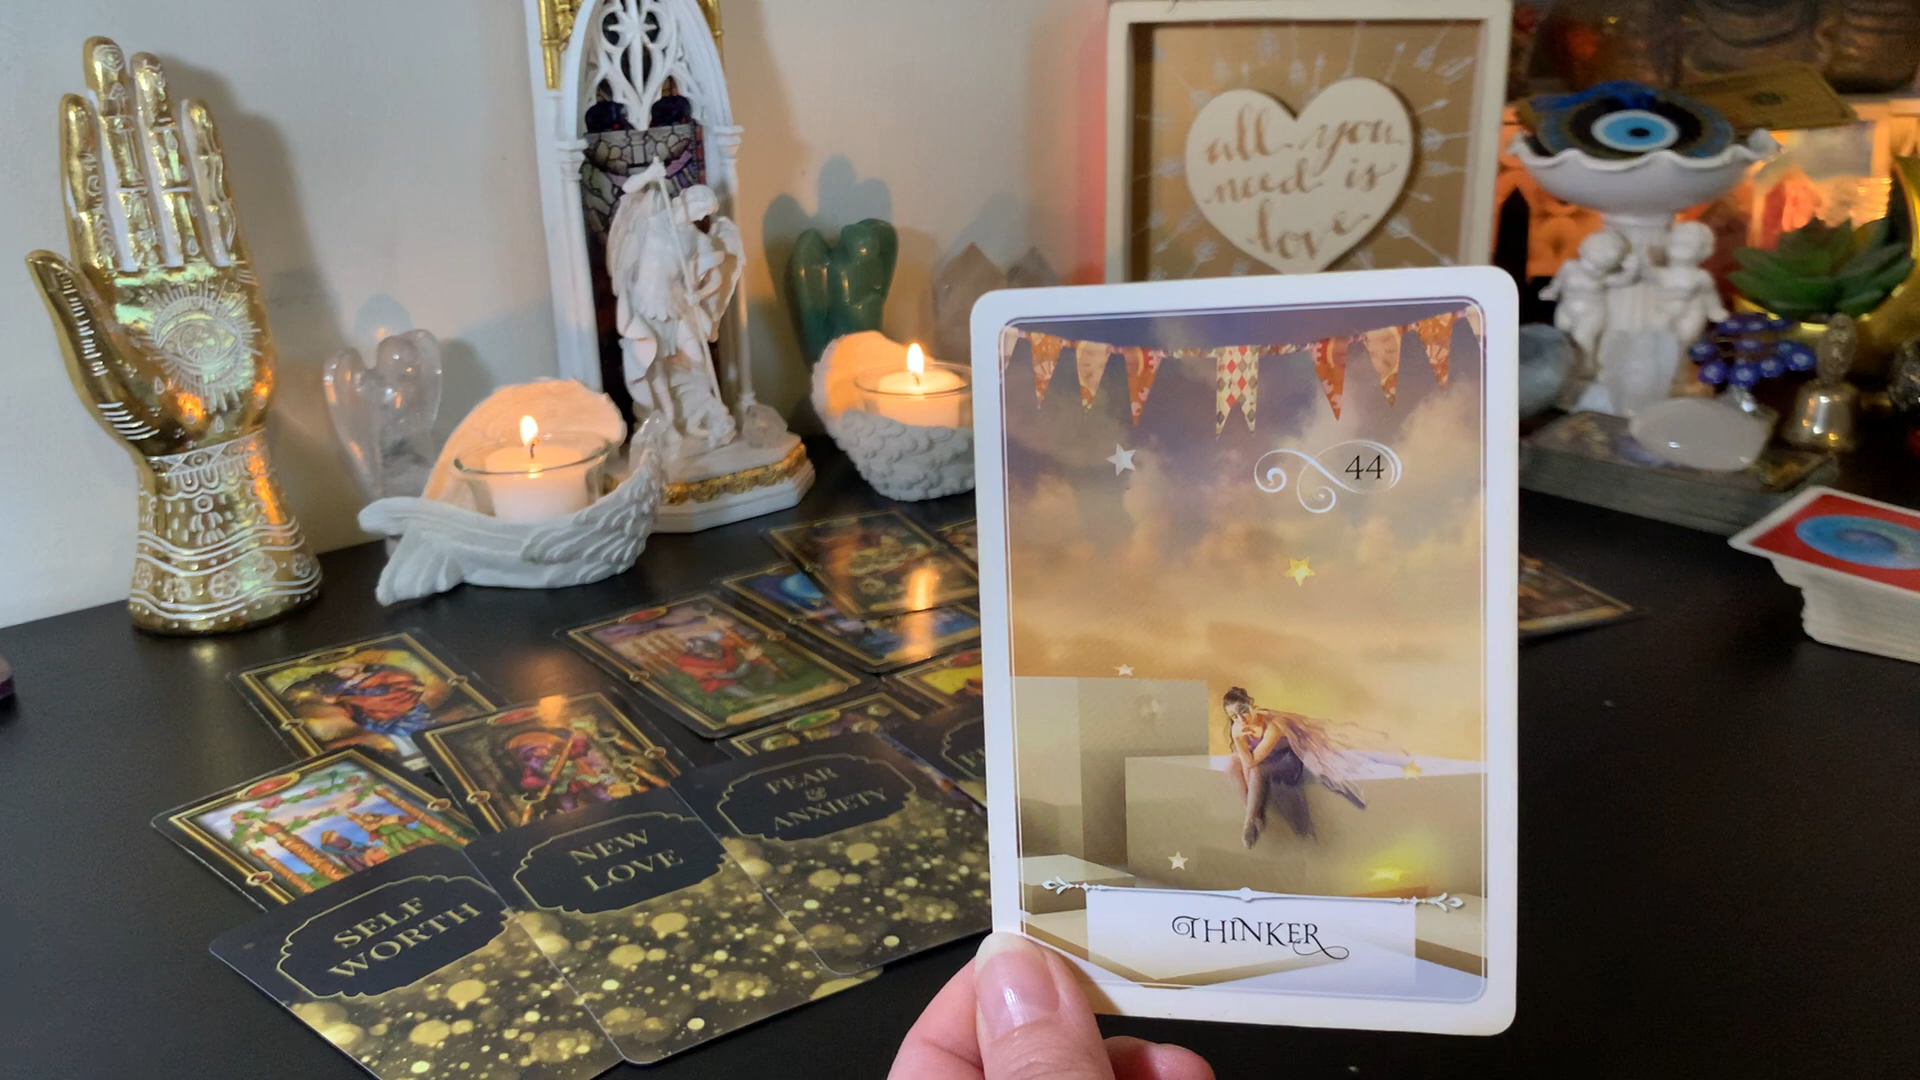 all you
need is
love
44
THINKER
FEAR
&
ANXIETY
NEW
LOVE
SELF
WORTH